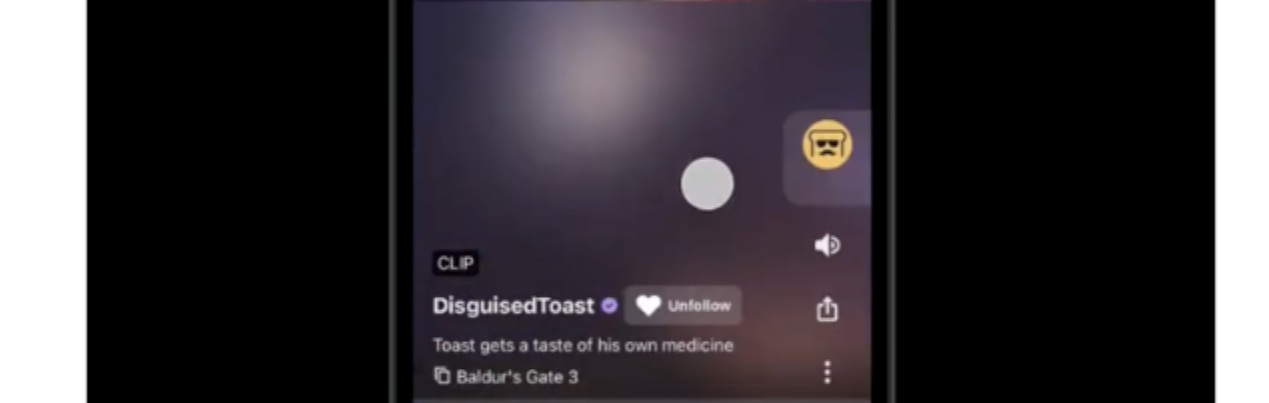 CLIP
DisguisedToast Unfollow
Toast gets a taste of his own medicine
Baldur's Gate 3